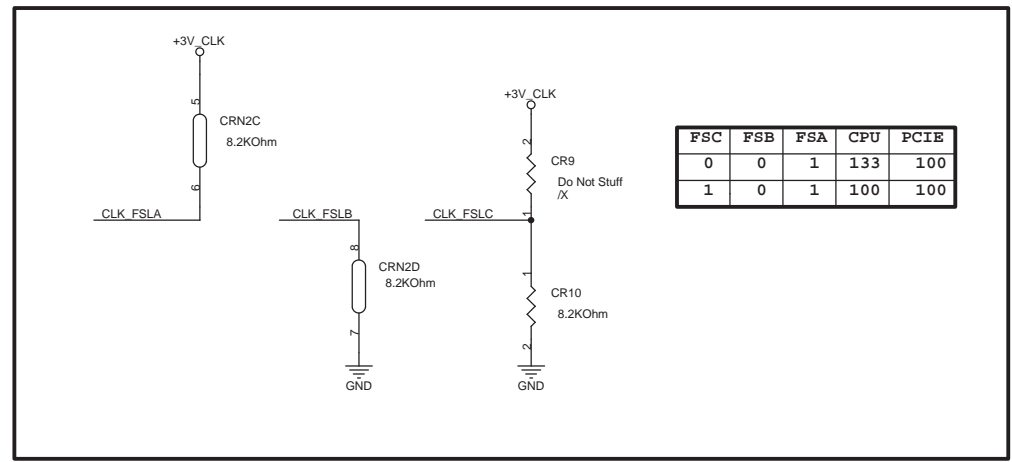 +3V_CLK
5
CRN2C
8.2KOhm
6
CLK_FSLA
CLK_FSLB
8
CRN2D
8.2KOhm
7
GND
+3V_CLK
2
CR9
Do Not Stuff
/X
1
CLK_FSLC
1
CR10
8.2KOhm
2
GND
FSC FSB FSA CPU PCIE
0 0 1 133 100
1 0 1 100 100